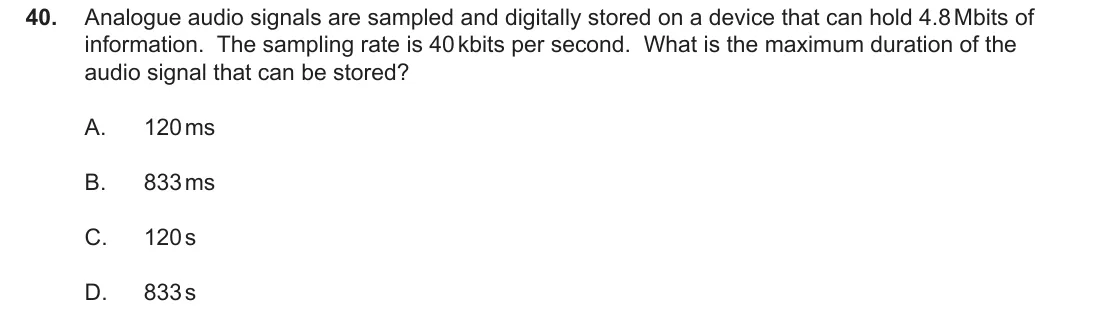 40. Analogue audio signals are sampled and digitally stored on a device that can hold 4.8 Mbits of
information. The sampling rate is 40 kbits per second. What is the maximum duration of the
audio signal that can be stored?
A. 120 ms
B. 833 ms
C. 120 s
D. 833 s